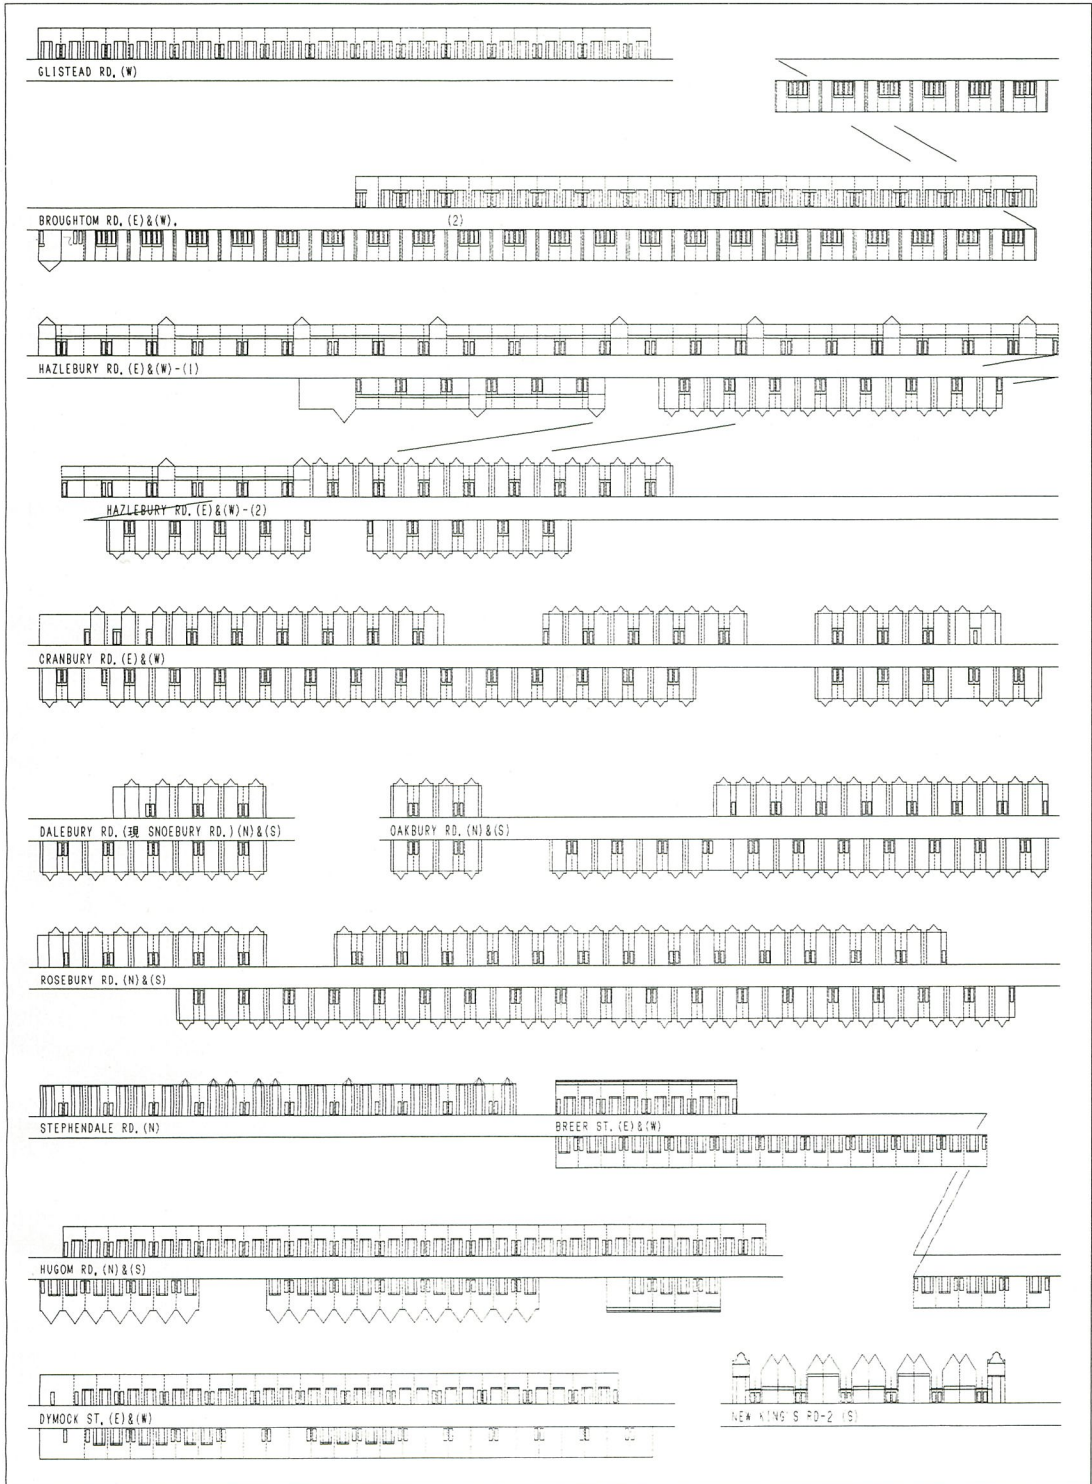 GLISTEAD RD. (W)
BROUGHTOM RD. (E)&(W). (2)
HAZLEBURY RD. (E)&(W)-(1)
HAZLEBURY RD. (E)&(W)-(2)
CRANBURY RD. (E)&(W)
DALEBURY RD. (現 SNOEBURY RD.) (N)&(S)
OAKBURY RD. (N)&(S)
ROSEBURY RD. (N)&(S)
STEPHENDALE RD. (N)
BREER ST. (E)&(W)
HUGOM RD. (N)&(S)
DYMOCK ST. (E)&(W)
NEW KING'S RD-2 (S)